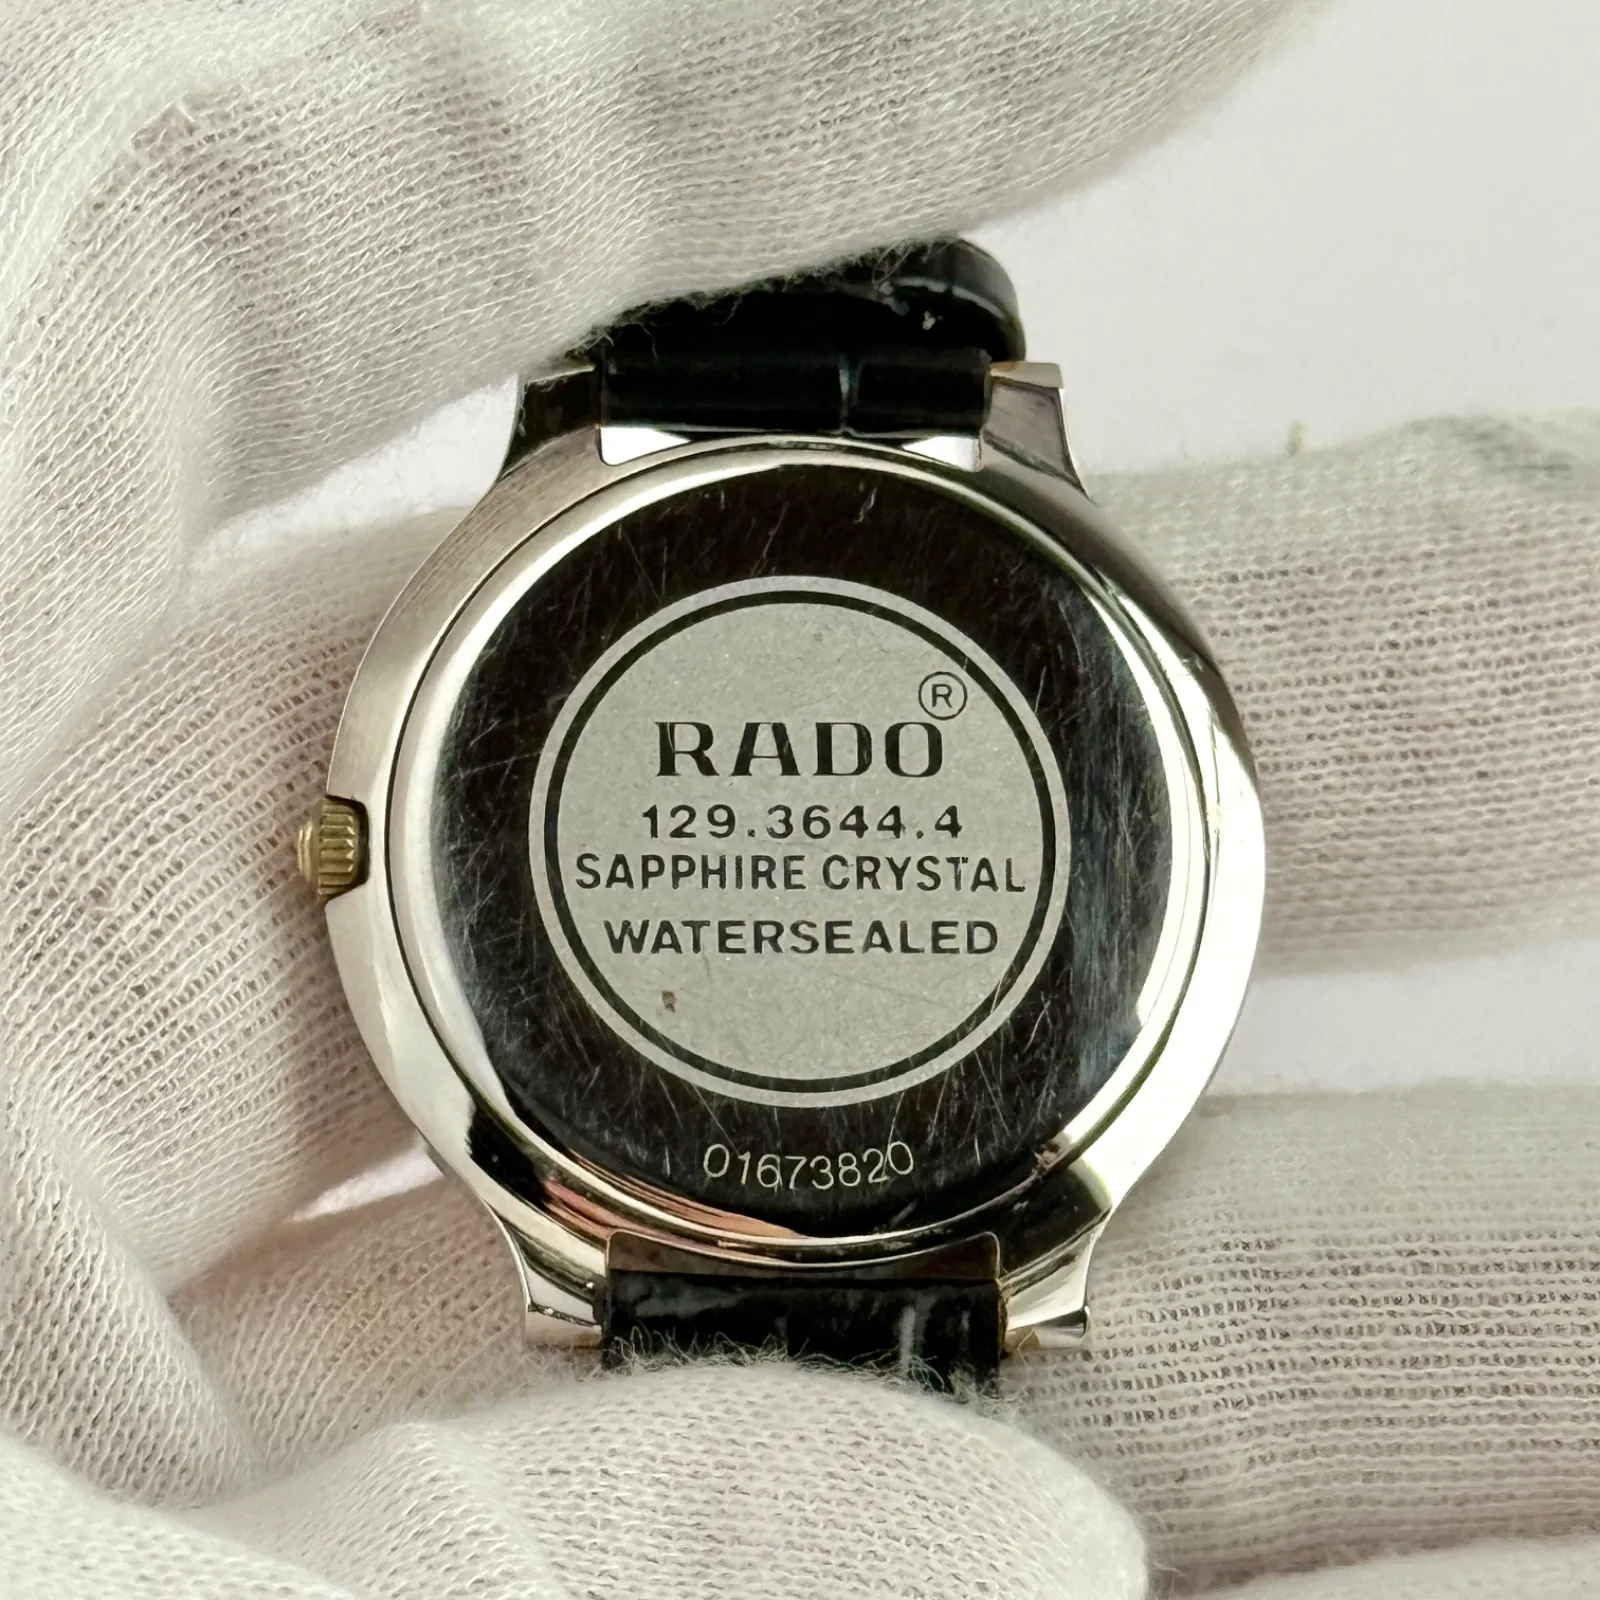 RADO®
129.3644.4
SAPPHIRE CRYSTAL
WATERSEALED
01673820